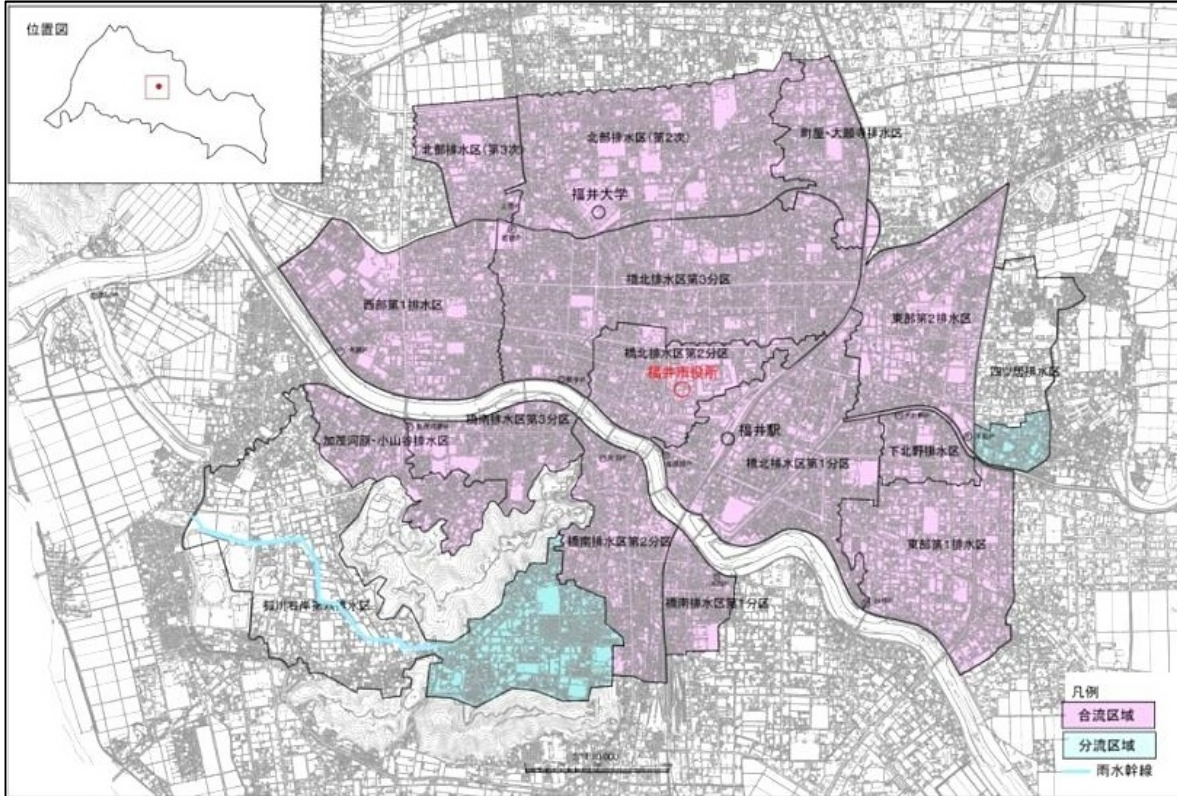 位置図
北部排水区(第3次)
北部排水区(第2次)
町屋・大願寺排水区
福井大学
西部第1排水区
橋北排水区第3分区
東部第2排水区
橋北排水区第2分区
福井市役所
四ツ居排水区
橋南排水区第3分区
加茂河原・小山谷排水区
福井駅
橋北排水区第1分区
下北野排水区
橋南排水区第2分区
東部第1排水区
橋南排水区第1分区
凡例
合流区域
分流区域
雨水幹線